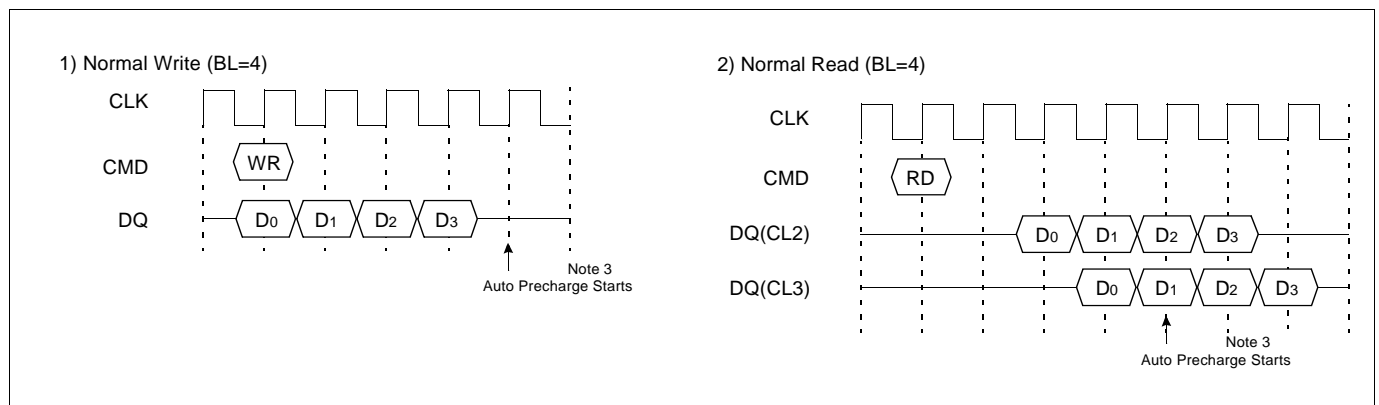 1) Normal Write (BL=4)
CLK
CMD
WR
DQ
D0 D1 D2 D3
Note 3
Auto Precharge Starts
2) Normal Read (BL=4)
CLK
CMD
RD
DQ(CL2)
D0 D1 D2 D3
DQ(CL3)
D0 D1 D2 D3
Note 3
Auto Precharge Starts